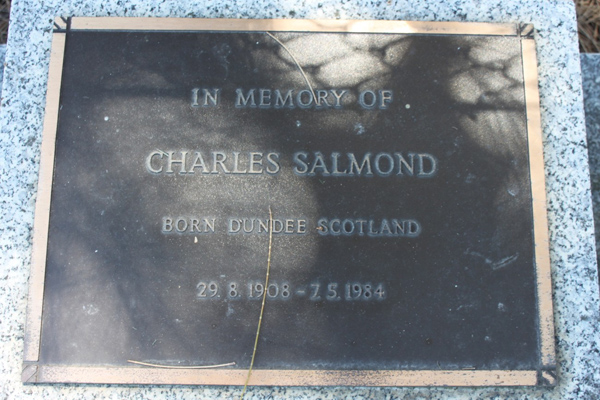 IN MEMORY OF
CHARLES SALMOND
BORN DUNDEE SCOTLAND
29.8.1908 - 7.5.1984